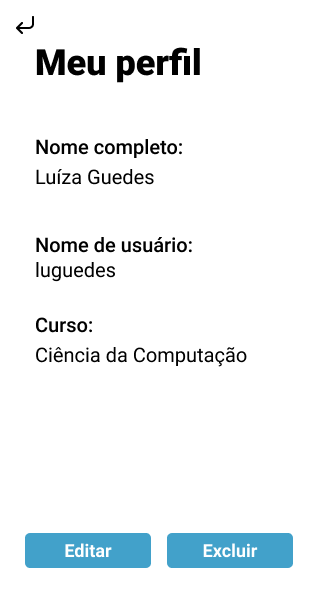 Meu perfil
Nome completo:
Luíza Guedes
Nome de usuário:
luguedes
Curso:
Ciência da Computação
Editar
Excluir